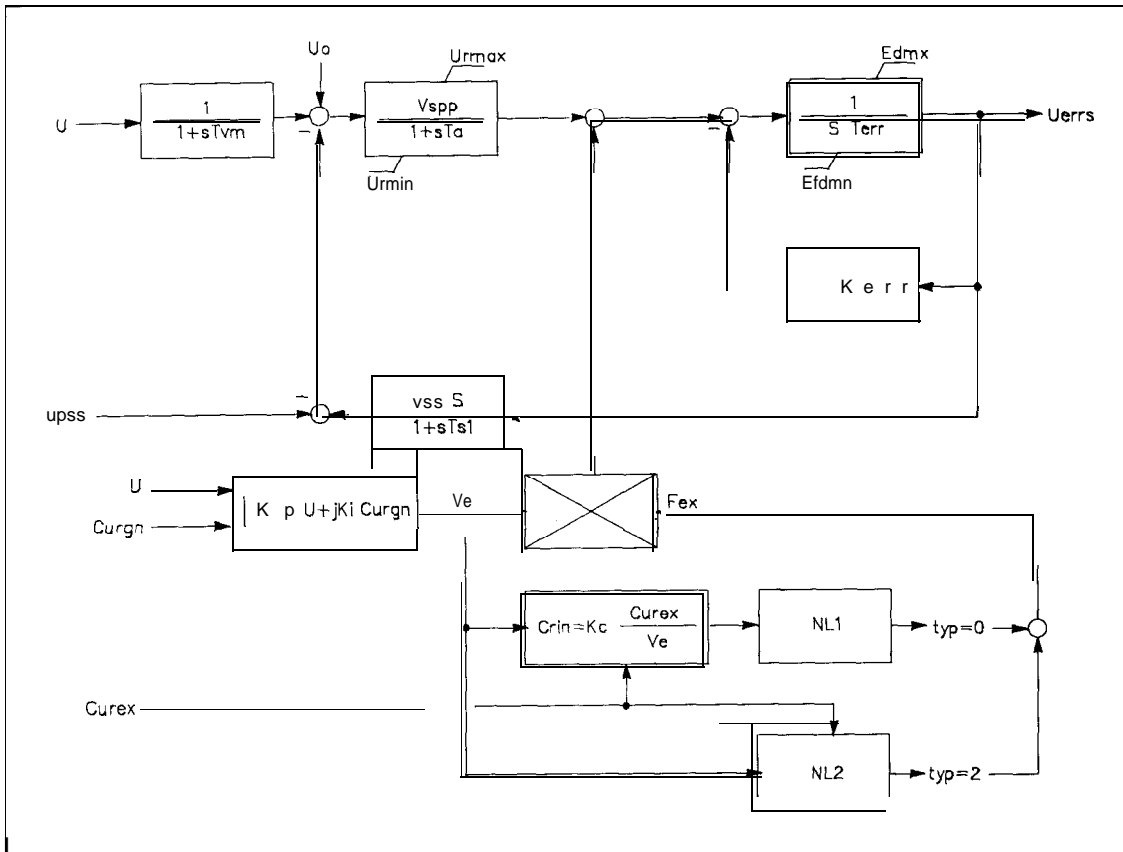 Uo
Urmax
Edmx
U
1
1+sTvm
Vspp
1+sTa
1
S Terr
Uerrs
Urmin
Efdmn
K e r r
upss
vss S
1+sTs1
U
Curgn
| K p U+jKi Curgn
Ve
Fex
Crin=Kc Curex
Ve
NL1
typ=0
Curex
NL2
typ=2